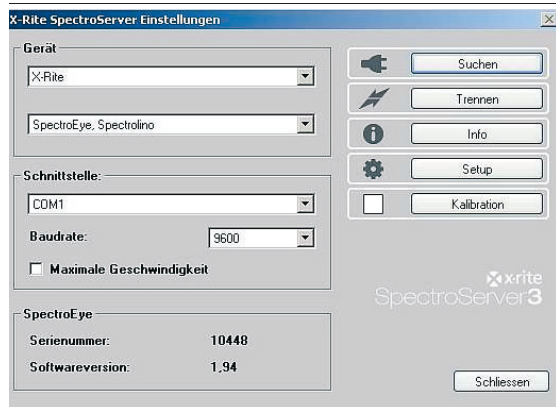 X-Rite SpectroServer Einstellungen
Gerät
X-Rite
SpectroEye, Spectrolino
Schnittstelle:
COM1
Baudrate:
9600
Maximale Geschwindigkeit
SpectroEye
Serienummer:
10448
Softwareversion:
1,94
Suchen
Trennen
Info
Setup
Kalibration
x·rite
SpectroServer3
Schliessen